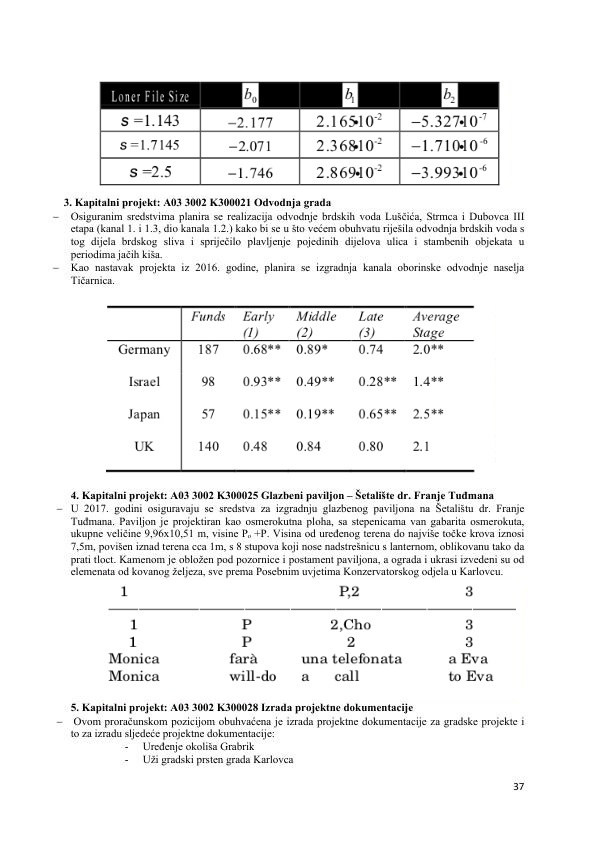 Loner File Size b0 b1 b2
s =1.143 −2.177 2.165•10-2 −5.327•10-7
s =1.7145 −2.071 2.368•10-2 −1.710•10-6
s =2.5 −1.746 2.869•10-2 −3.993•10-6
3. Kapitalni projekt: A03 3002 K300021 Odvodnja grada
− Osiguranim sredstvima planira se realizacija odvodnje brdskih voda Luščića, Strmca i Dubovca III
etapa (kanal 1. i 1.3, dio kanala 1.2.) kako bi se u što većem obuhvatu riješila odvodnja brdskih voda s
tog dijela brdskog sliva i spriječilo plavljenje pojedinih dijelova ulica i stambenih objekata u
periodima jačih kiša.
− Kao nastavak projekta iz 2016. godine, planira se izgradnja kanala oborinske odvodnje naselja
Tičarnica.
Funds Early Middle Late Average
(1) (2) (3) Stage
Germany 187 0.68** 0.89* 0.74 2.0**
Israel 98 0.93** 0.49** 0.28** 1.4**
Japan 57 0.15** 0.19** 0.65** 2.5**
UK 140 0.48 0.84 0.80 2.1
4. Kapitalni projekt: A03 3002 K300025 Glazbeni paviljon – Šetalište dr. Franje Tuđmana
− U 2017. godini osiguravaju se sredstva za izgradnju glazbenog paviljona na Šetalištu dr. Franje
Tuđmana. Paviljon je projektiran kao osmerokutna ploha, sa stepenicama van gabarita osmerokuta,
ukupne veličine 9,96x10,51 m, visine Po +P. Visina od uređenog terena do najviše točke krova iznosi
7,5m, povišen iznad terena cca 1m, s 8 stupova koji nose nadstrešnicu s lanternom, oblikovanu tako da
prati tloct. Kamenom je obložen pod pozornice i postament paviljona, a ograda i ukrasi izvedeni su od
elemenata od kovanog željeza, sve prema Posebnim uvjetima Konzervatorskog odjela u Karlovcu.
1 P,2 3
1 P 2,Cho 3
1 P 2 3
Monica farà una telefonata a Eva
Monica will-do a call to Eva
5. Kapitalni projekt: A03 3002 K300028 Izrada projektne dokumentacije
− Ovom proračunskom pozicijom obuhvaćena je izrada projektne dokumentacije za gradske projekte i
to za izradu sljedeće projektne dokumentacije:
- Uređenje okoliša Grabrik
- Uži gradski prsten grada Karlovca
37